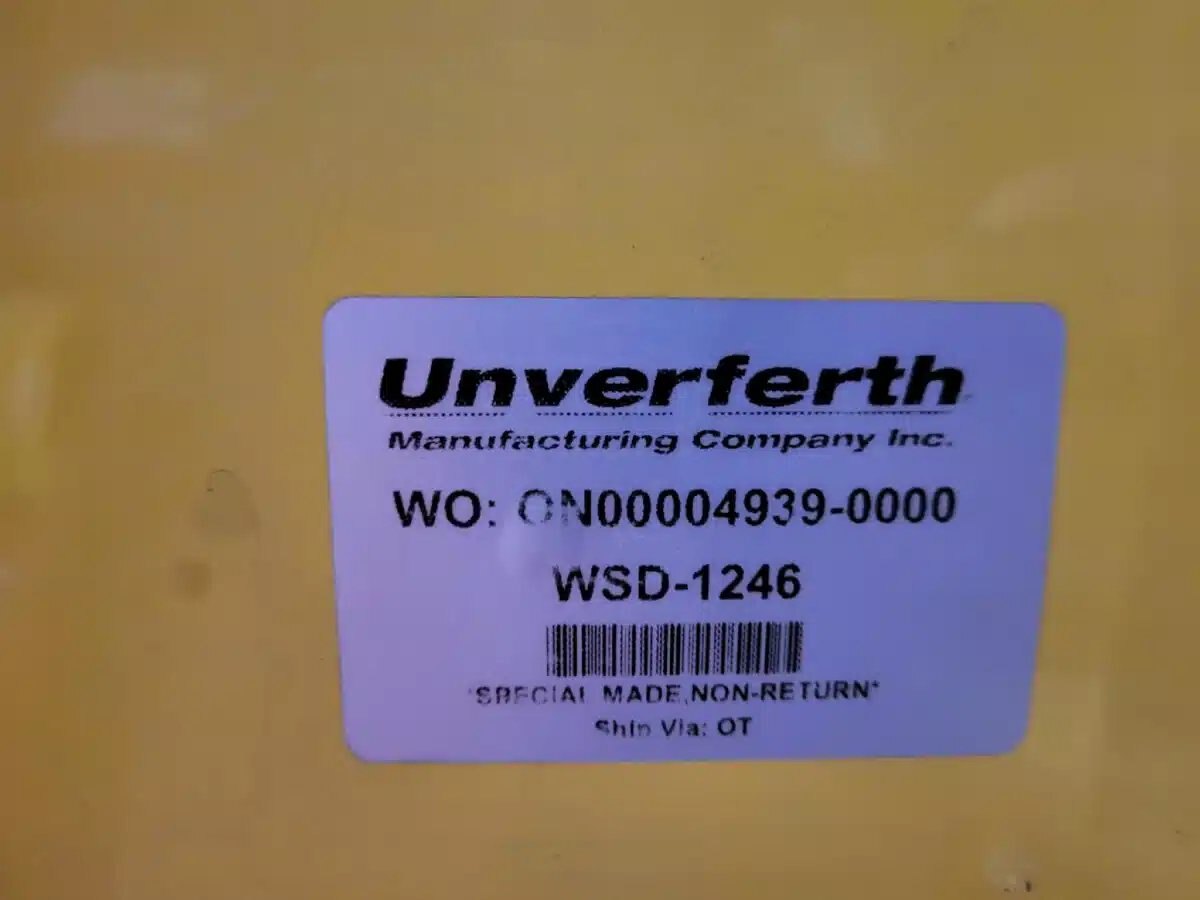 Unverferth
Manufacturing Company Inc.
WO: ON00004939-0000
WSD-1246
*SPECIAL MADE,NON-RETURN*
Ship Via: OT